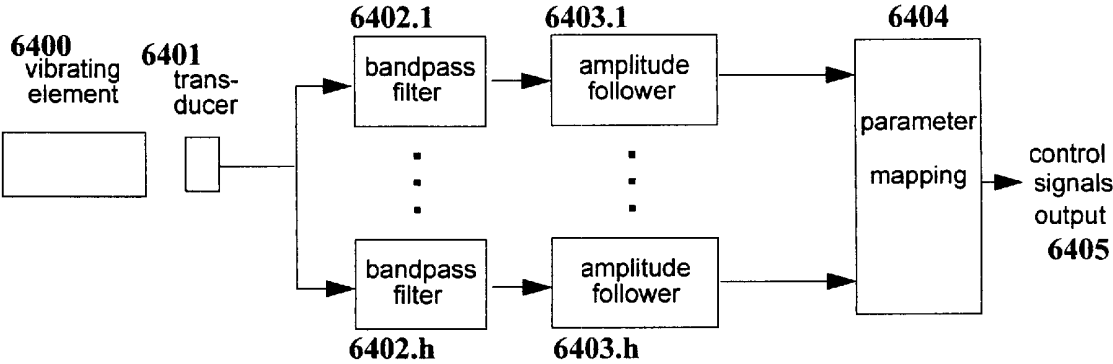 6400
vibrating
element
6401
trans-
ducer
6402.1
bandpass
filter
6403.1
amplitude
follower
6404
parameter
mapping
control
signals
output
6405
bandpass
filter
6402.h
amplitude
follower
6403.h